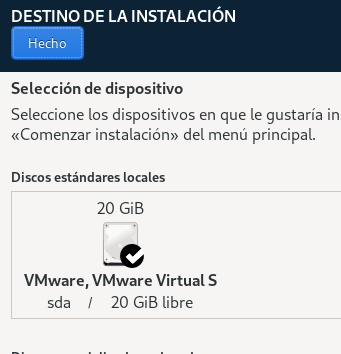 DESTINO DE LA INSTALACIÓN
Hecho
Selección de dispositivo
Seleccione los dispositivos en que le gustaría in
«Comenzar instalación» del menú principal.
Discos estándares locales
20 GiB
VMware, VMware Virtual S
sda / 20 GiB libre